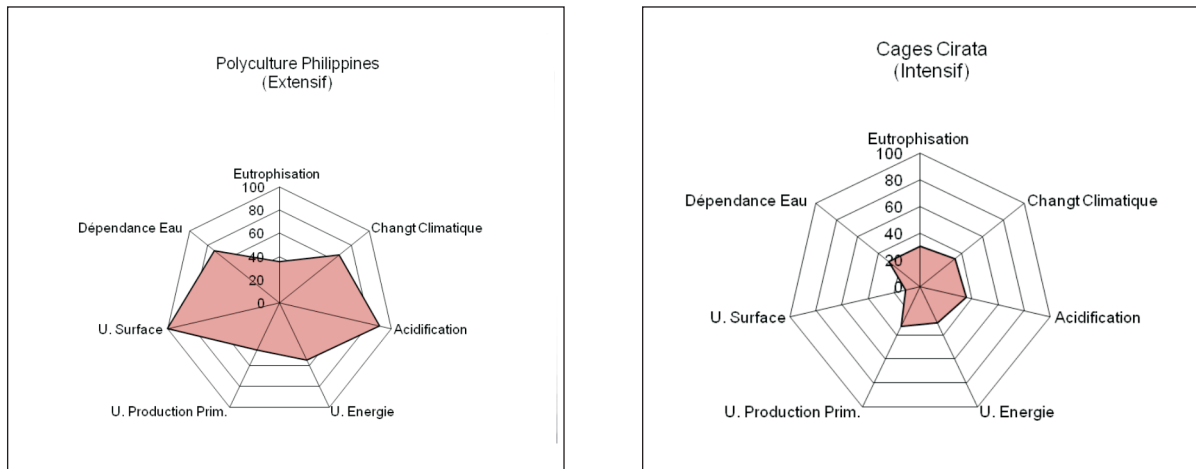 Polyculture Philippines
(Extensif)
Eutrophisation
100
80
60
40
20
0
Dépendance Eau
Changt Climatique
U. Surface
Acidification
U. Production Prim.
U. Energie
Cages Cirata
(Intensif)
Eutrophisation
100
80
60
40
20
0
Dépendance Eau
Changt Climatique
U. Surface
Acidification
U. Production Prim.
U. Energie